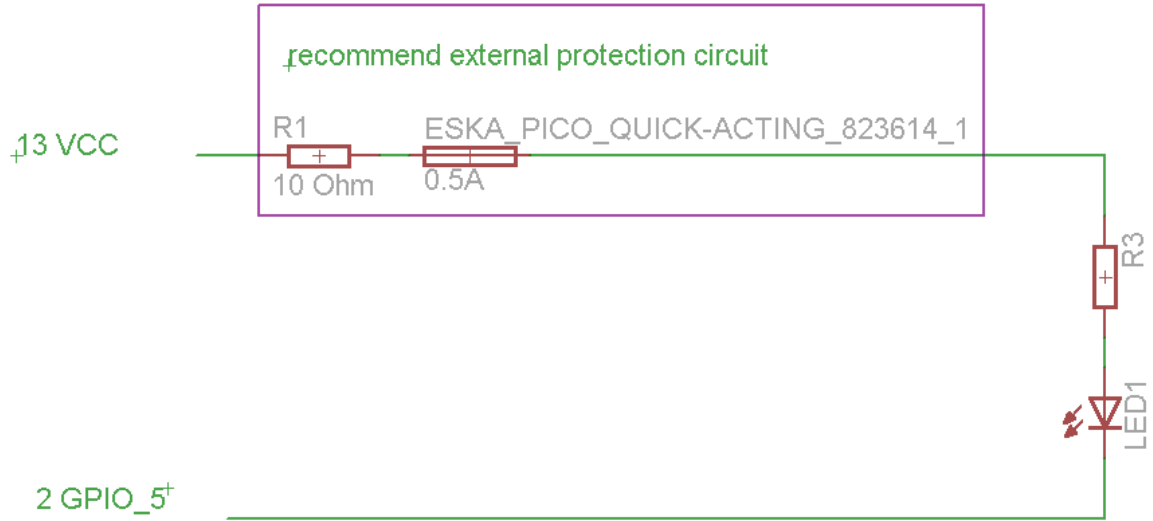 recommend external protection circuit
R1
ESKA_PICO_QUICK-ACTING_823614_1
13 VCC
10 Ohm
0.5A
R3
LED1
2 GPIO_5